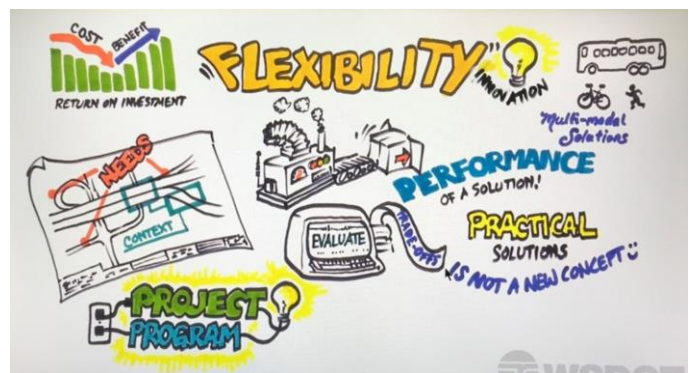 COST
BENEFIT
RETURN ON INVESTMENT
"FLEXIBILITY"
INNOVATION
Multi-modal
Solutions
NEEDS
CONTEXT
PERFORMANCE
OF A SOLUTION!
EVALUATE
TRADE-OFFS
PRACTICAL
SOLUTIONS
IS NOT A NEW CONCEPT
PROJECT
PROGRAM
WSDOT